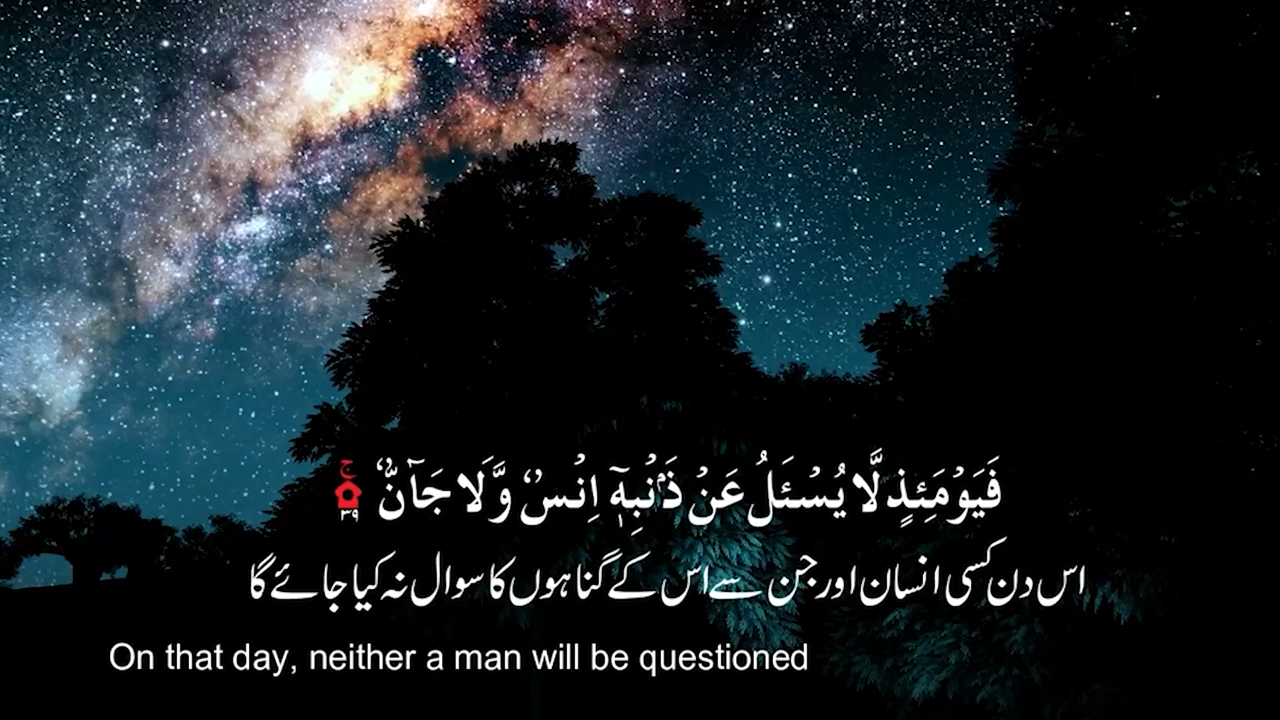 فَيَوۡمَئِذٍ لَّا يُسۡـَٔلُ عَنۡ ذَنۡۢبِهٖۤ اِنۡسٌ وَّلَا جَآنٌّ ۚ‏ ﴿۳۹﴾
اس دن کسی انسان اور جن سے اس کے گناہوں کا سوال نہ کیا جائے گا
On that day, neither a man will be questioned